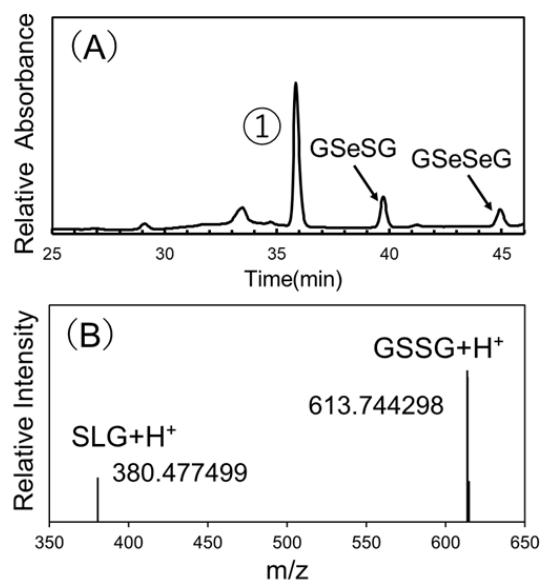 (A)
Relative Absorbance
①
GSeSG
GSeSeG
25 30 35 40 45
Time(min)
(B)
Relative Intensity
GSSG+H⁺
613.744298
SLG+H⁺
380.477499
350 400 450 500 550 600 650
m/z